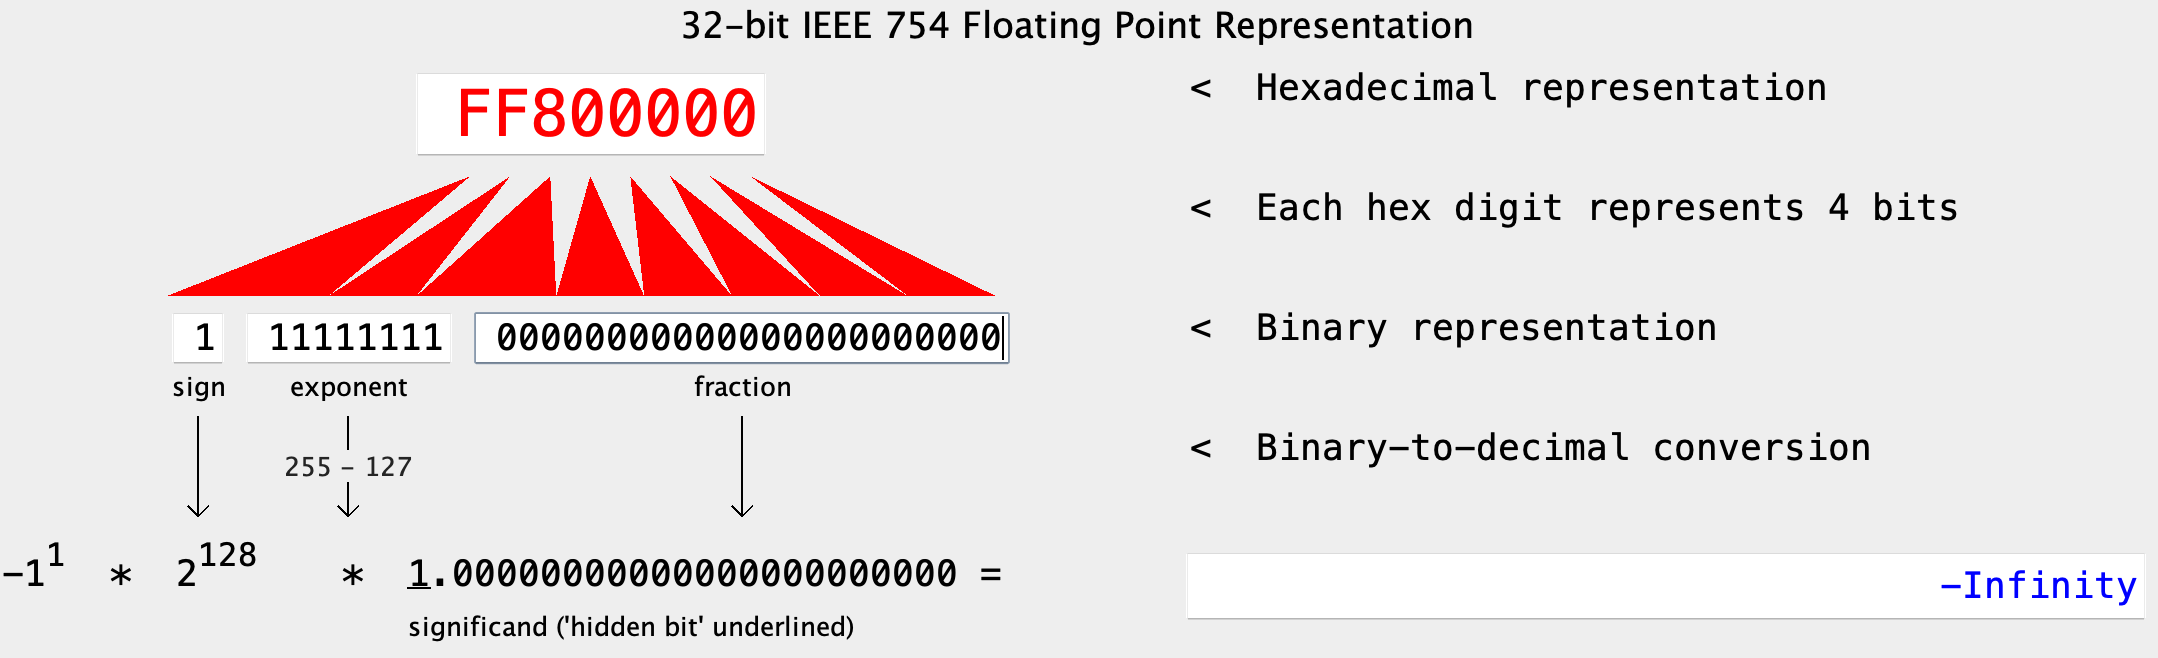 32-bit IEEE 754 Floating Point Representation
FF800000
< Hexadecimal representation
< Each hex digit represents 4 bits
1 11111111 00000000000000000000000
< Binary representation
sign exponent fraction
255 - 127
< Binary-to-decimal conversion
-1^1 * 2^128 * 1.00000000000000000000000 =
-Infinity
significand ('hidden bit' underlined)